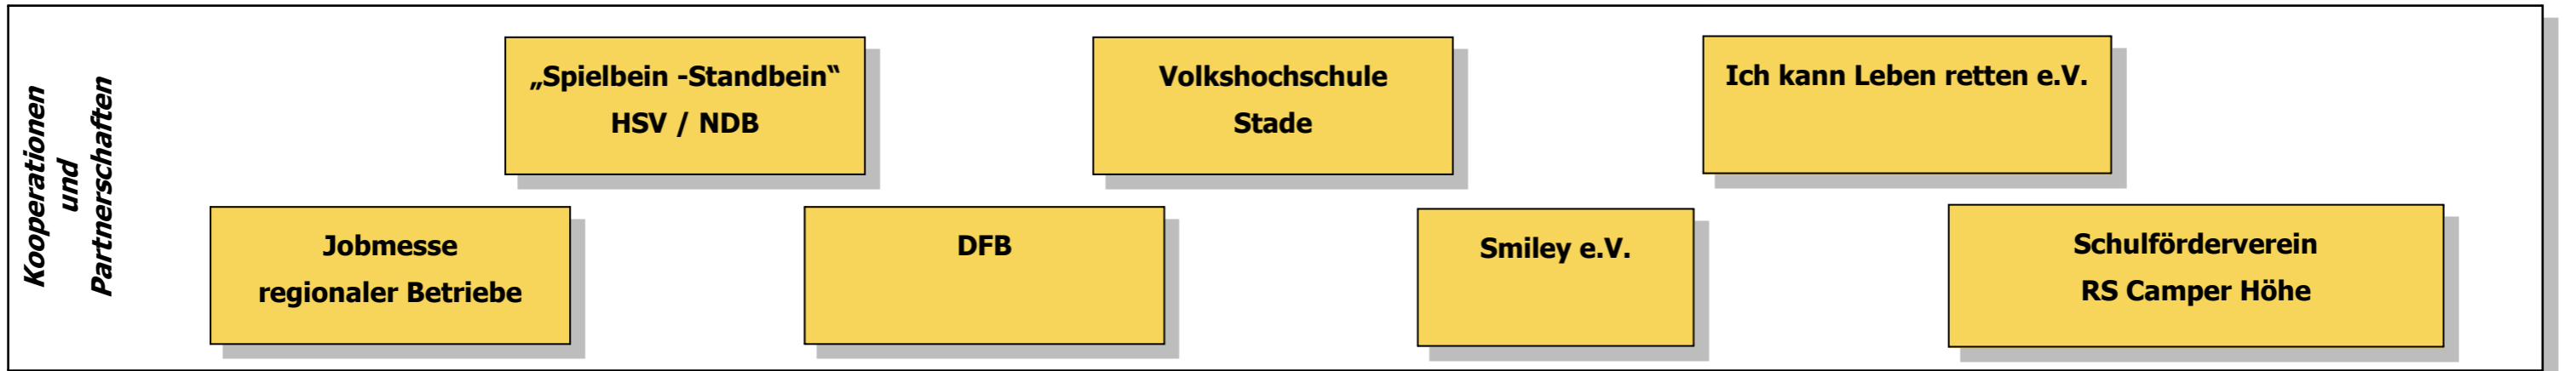 Kooperationen
und
Partnerschaften
„Spielbein -Standbein“
HSV / NDB
Volkshochschule
Stade
Ich kann Leben retten e.V.
Jobmesse
regionaler Betriebe
DFB
Smiley e.V.
Schulförderverein
RS Camper Höhe